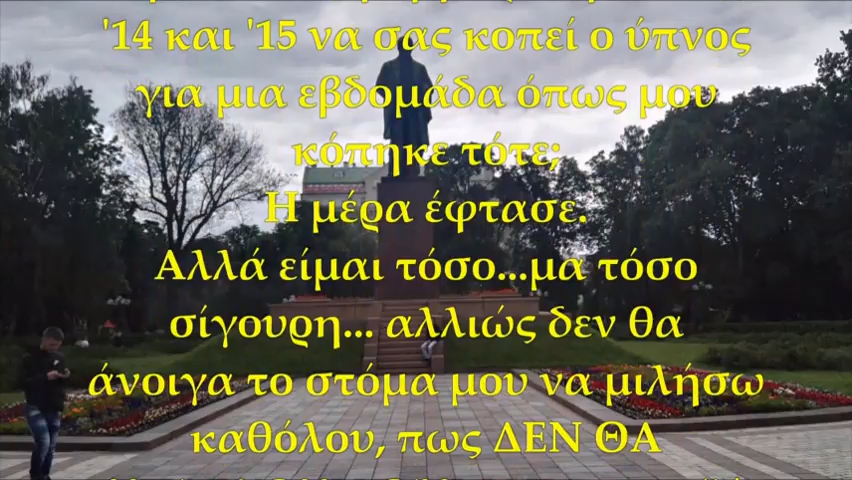 '14 και '15 να σας κοπεί ο ύπνος
για μια εβδομάδα όπως μου
κόπηκε τότε;
Η μέρα έφτασε.
Αλλά είμαι τόσο...μα τόσο
σίγουρη... αλλιώς δεν θα
άνοιγα το στόμα μου να μιλήσω
καθόλου, πως ΔΕΝ ΘΑ